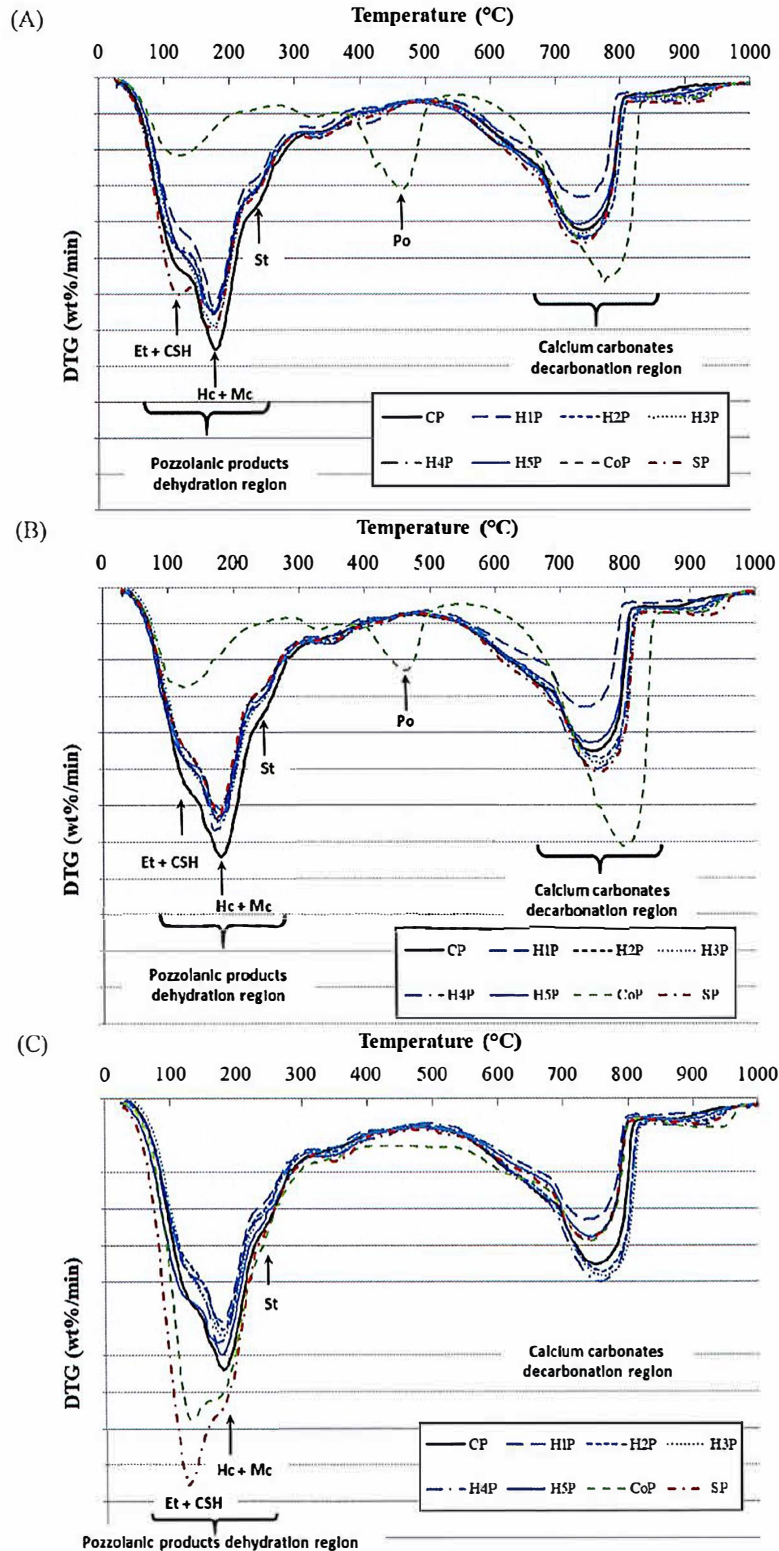 (A)
Temperature (°C)
0 100 200 300 400 500 600 700 800 900 1000
DTG (wt%/min)
St
Po
Et + CSH
Hc + Mc
Calcium carbonates
decarbonation region
Pozzolanic products
dehydration region
CP H1P H2P H3P
H4P H5P CoP SP
(B)
Temperature (°C)
0 100 200 300 400 500 600 700 800 900 1000
DTG (wt%/min)
Po
St
Et + CSH
Hc + Mc
Calcium carbonates
decarbonation region
Pozzolanic products
dehydration region
CP H1P H2P H3P
H4P H5P CoP SP
(C)
Temperature (°C)
0 100 200 300 400 500 600 700 800 900 1000
DTG (wt%/min)
St
Calcium carbonates
decarbonation region
Hc + Mc
Et + CSH
CP H1P H2P H3P
H4P H5P CoP SP
Pozzolanic products dehydration region